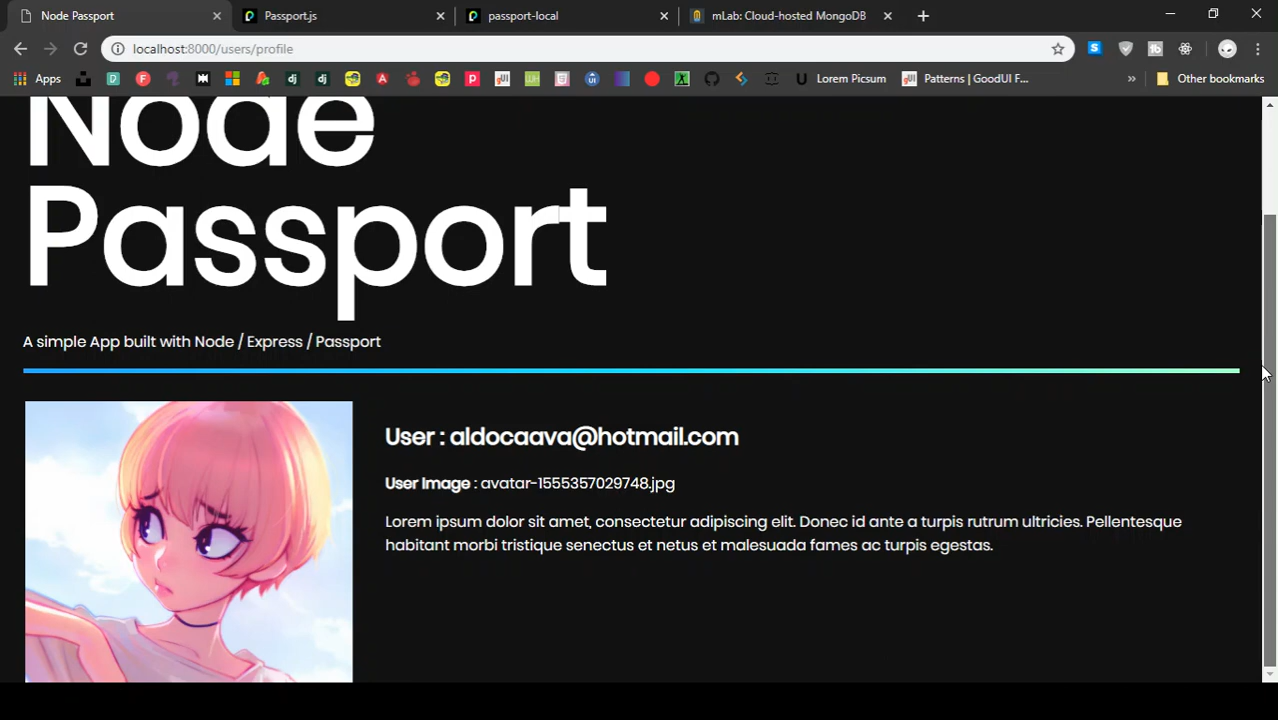 Node Passport
Passport.js
passport-local
mLab: Cloud-hosted MongoDB
localhost:8000/users/profile
Apps
Lorem Picsum
Patterns | GoodUI F...
Other bookmarks
Node
Passport
A simple App built with Node / Express / Passport
User : aldocaava@hotmail.com
User Image : avatar-1555357029748.jpg
Lorem ipsum dolor sit amet, consectetur adipiscing elit. Donec id ante a turpis rutrum ultricies. Pellentesque
habitant morbi tristique senectus et netus et malesuada fames ac turpis egestas.